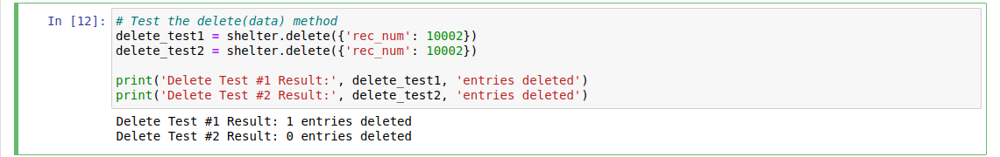 In [12]: # Test the delete(data) method
delete_test1 = shelter.delete({'rec_num': 10002})
delete_test2 = shelter.delete({'rec_num': 10002})
print('Delete Test #1 Result:', delete_test1, 'entries deleted')
print('Delete Test #2 Result:', delete_test2, 'entries deleted')
Delete Test #1 Result: 1 entries deleted
Delete Test #2 Result: 0 entries deleted